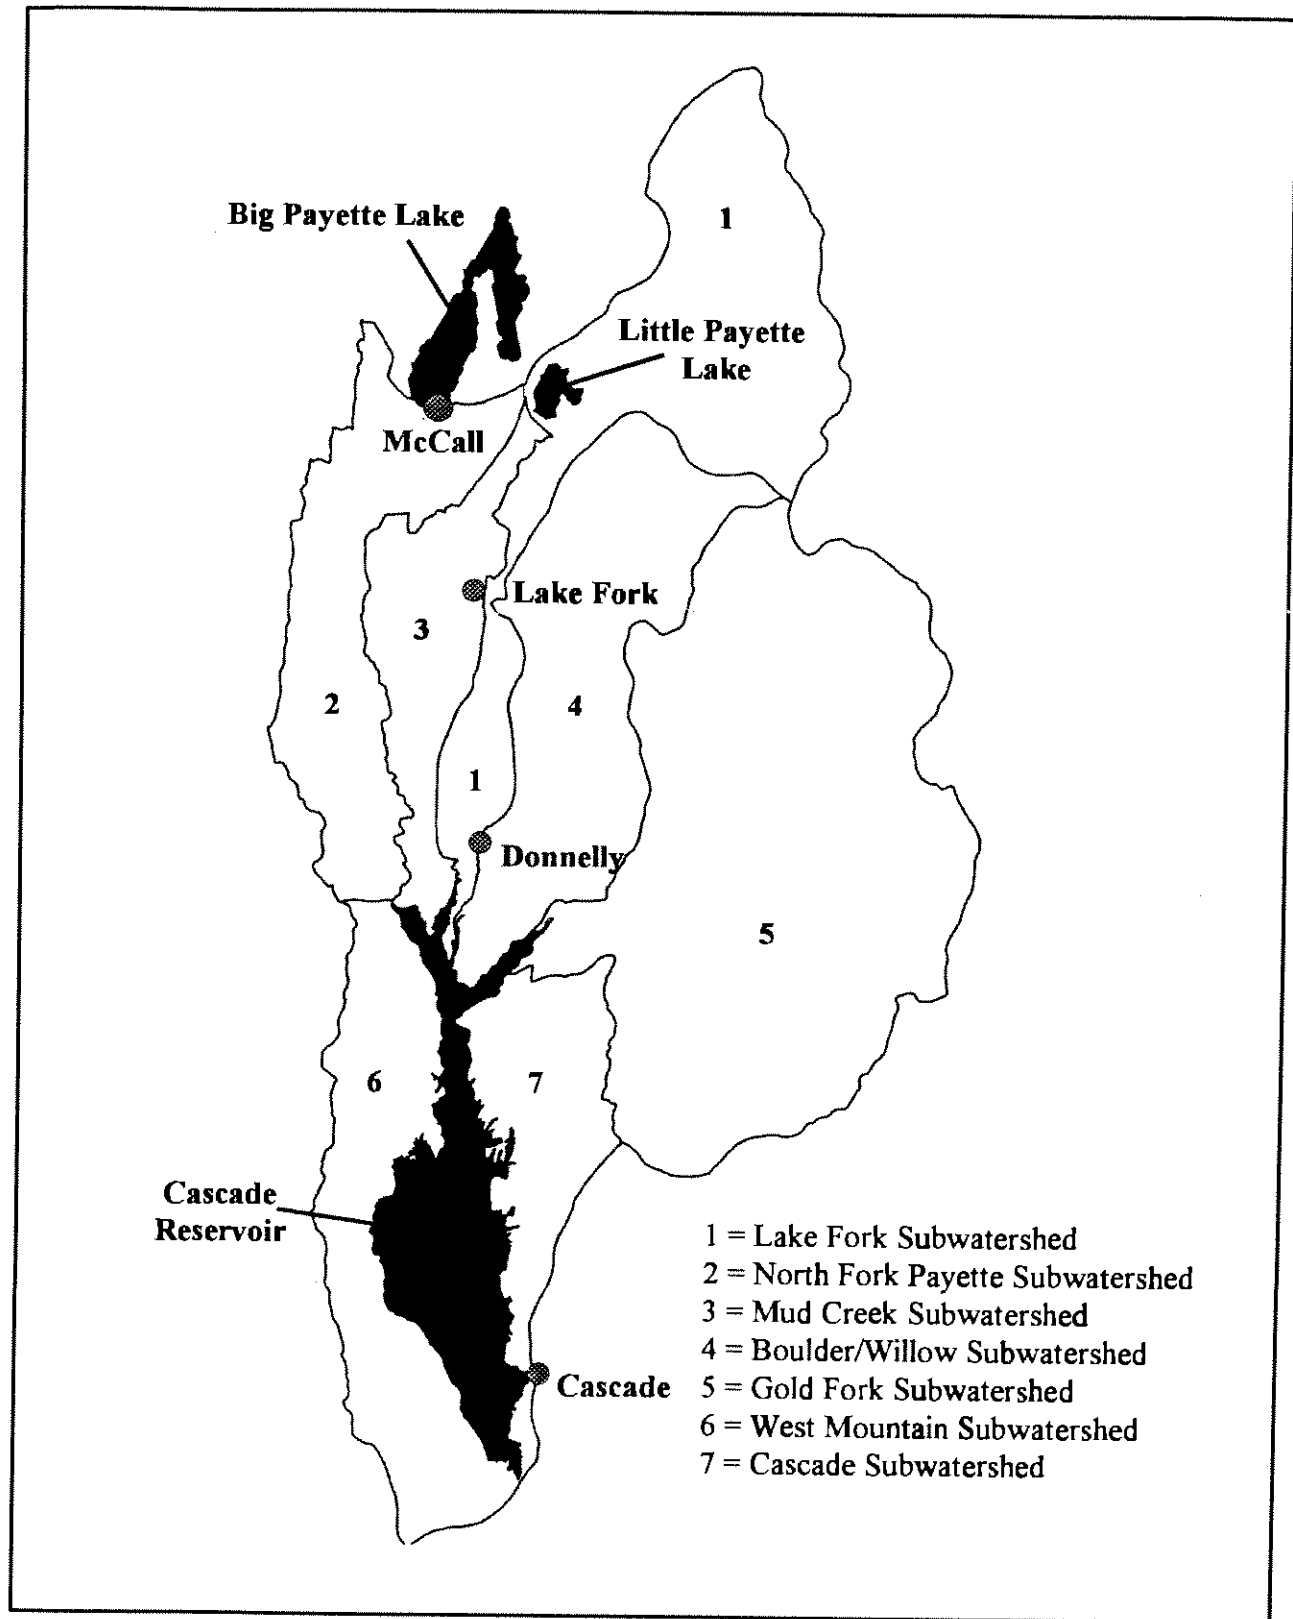 Big Payette Lake
1
Little Payette
Lake
McCall
Lake Fork
3
2
4
1
Donnelly
5
6
7
Cascade
Reservoir
Cascade
1 = Lake Fork Subwatershed
2 = North Fork Payette Subwatershed
3 = Mud Creek Subwatershed
4 = Boulder/Willow Subwatershed
5 = Gold Fork Subwatershed
6 = West Mountain Subwatershed
7 = Cascade Subwatershed